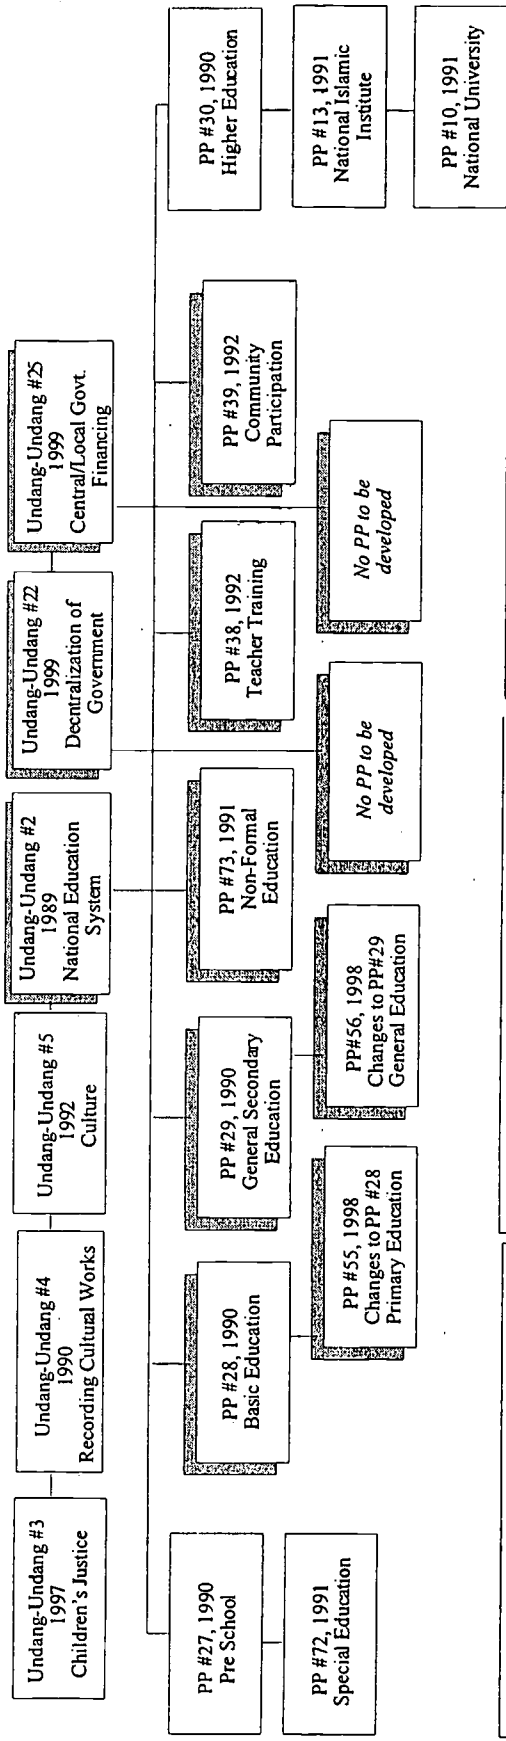 Undang-Undang #3
1997
Children's Justice
Undang-Undang #4
1990
Recording Cultural Works
Undang-Undang #5
1992
Culture
Undang-Undang #2
1989
National Education
System
Undang-Undang #22
1999
Decntralization of
Government
Undang-Undang #25
1999
Central/Local Govt.
Financing
PP #27, 1990
Pre School
PP #28, 1990
Basic Education
PP #29, 1990
General Secondary
Education
PP #73, 1991
Non-Formal
Education
PP #38, 1992
Teacher Training
PP #39, 1992
Community
Participation
PP #30, 1990
Higher Education
PP #72, 1991
Special Education
PP #55, 1998
Changes to PP #28
Primary Education
PP#56, 1998
Changes to PP#29
General Education
No PP to be
developed
No PP to be
developed
PP #13, 1991
National Islamic
Institute
PP #10, 1991
National University